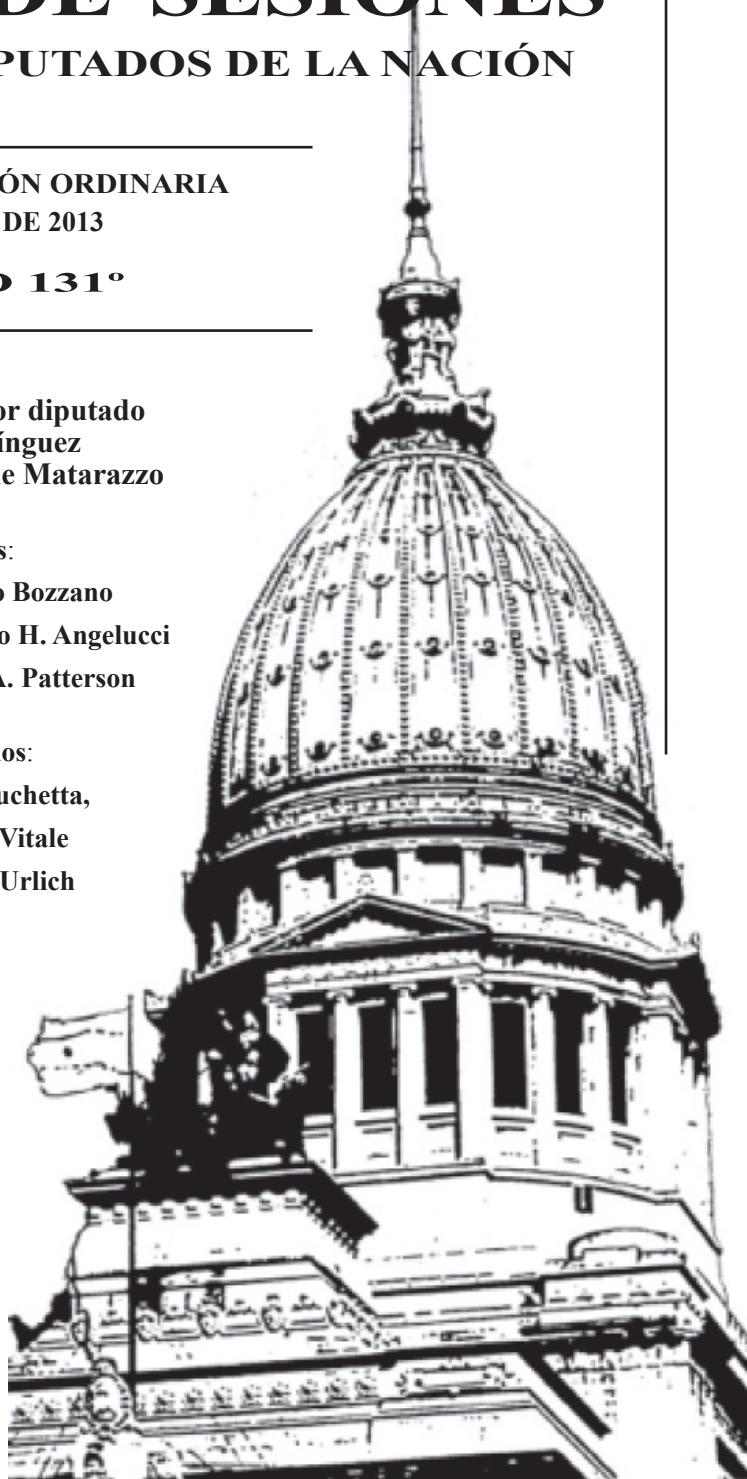 DE SESIONES
PUTADOS DE LA NACIÓN
ÓN ORDINARIA
DE 2013
O 131º
or diputado
ínguez
e Matarazzo
s:
o Bozzano
o H. Angelucci
A. Patterson
ios:
uchetta,
Vitale
Urlich